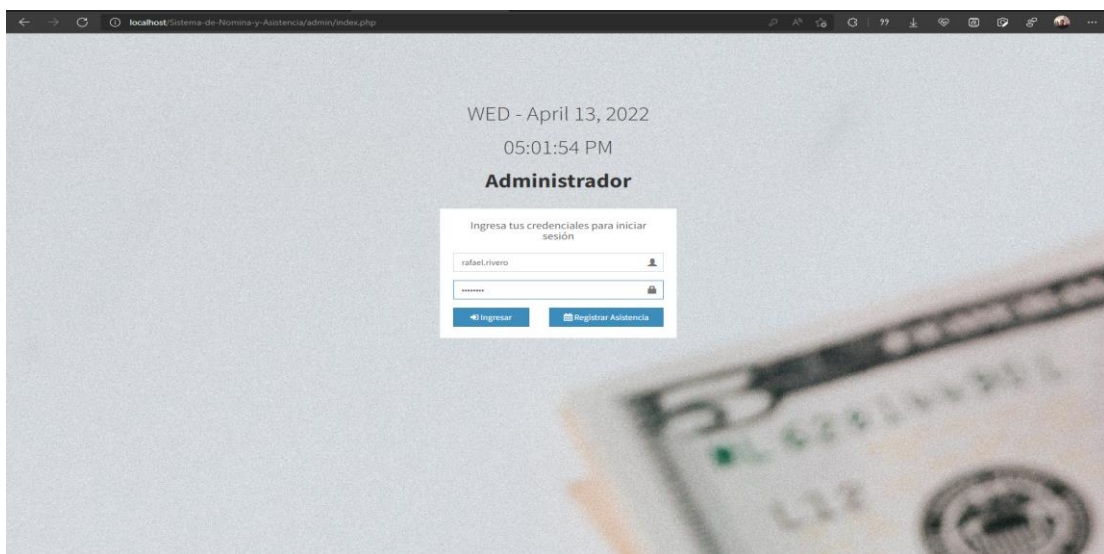 localhost/Sistema-de-Nomina-y-Asistencia/admin/index.php
WED - April 13, 2022
05:01:54 PM
Administrador
Ingresa tus credenciales para iniciar
sesión
rafael.rivero
••••••••
Ingresar
Registrar Asistencia
L12